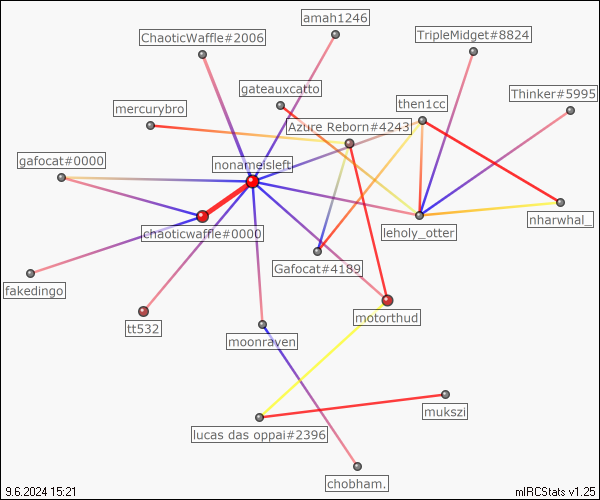 amah1246
ChaoticWaffle#2006
TripleMidget#8824
gateauxcatto
Thinker#5995
then1cc
mercurybro
Azure Reborn#4243
gafocat#0000
nonameisleft
nharwhal_
chaoticwaffle#0000
leholy_otter
Gafocat#4189
fakedingo
motorthud
tt532
moonraven
mukszi
lucas das oppai#2396
chobham.
9.6.2024 15:21
mIRCStats v1.25